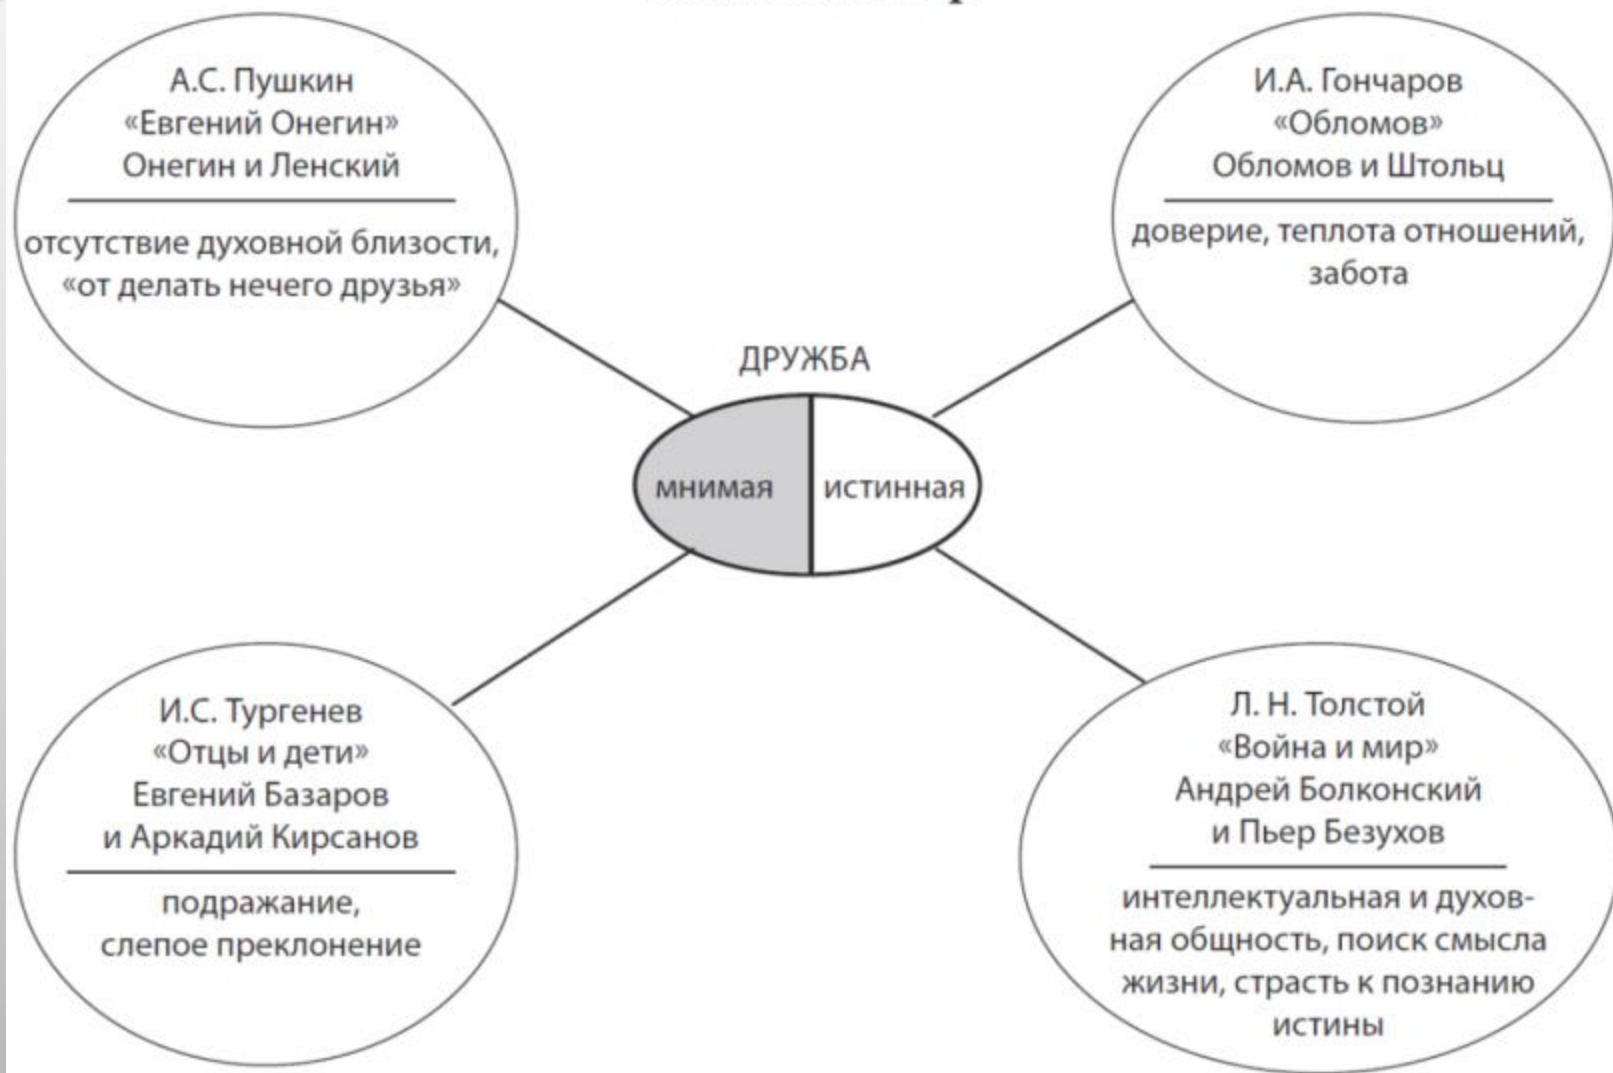 А.С. Пушкин
«Евгений Онегин»
Онегин и Ленский
отсутствие духовной близости,
«от делать нечего друзья»
И.А. Гончаров
«Обломов»
Обломов и Штольц
доверие, теплота отношений,
забота
ДРУЖБА
мнимая
истинная
И.С. Тургенев
«Отцы и дети»
Евгений Базаров
и Аркадий Кирсанов
подражание,
слепое преклонение
Л. Н. Толстой
«Война и мир»
Андрей Болконский
и Пьер Безухов
интеллектуальная и духов-
ная общность, поиск смысла
жизни, страсть к познанию
истины